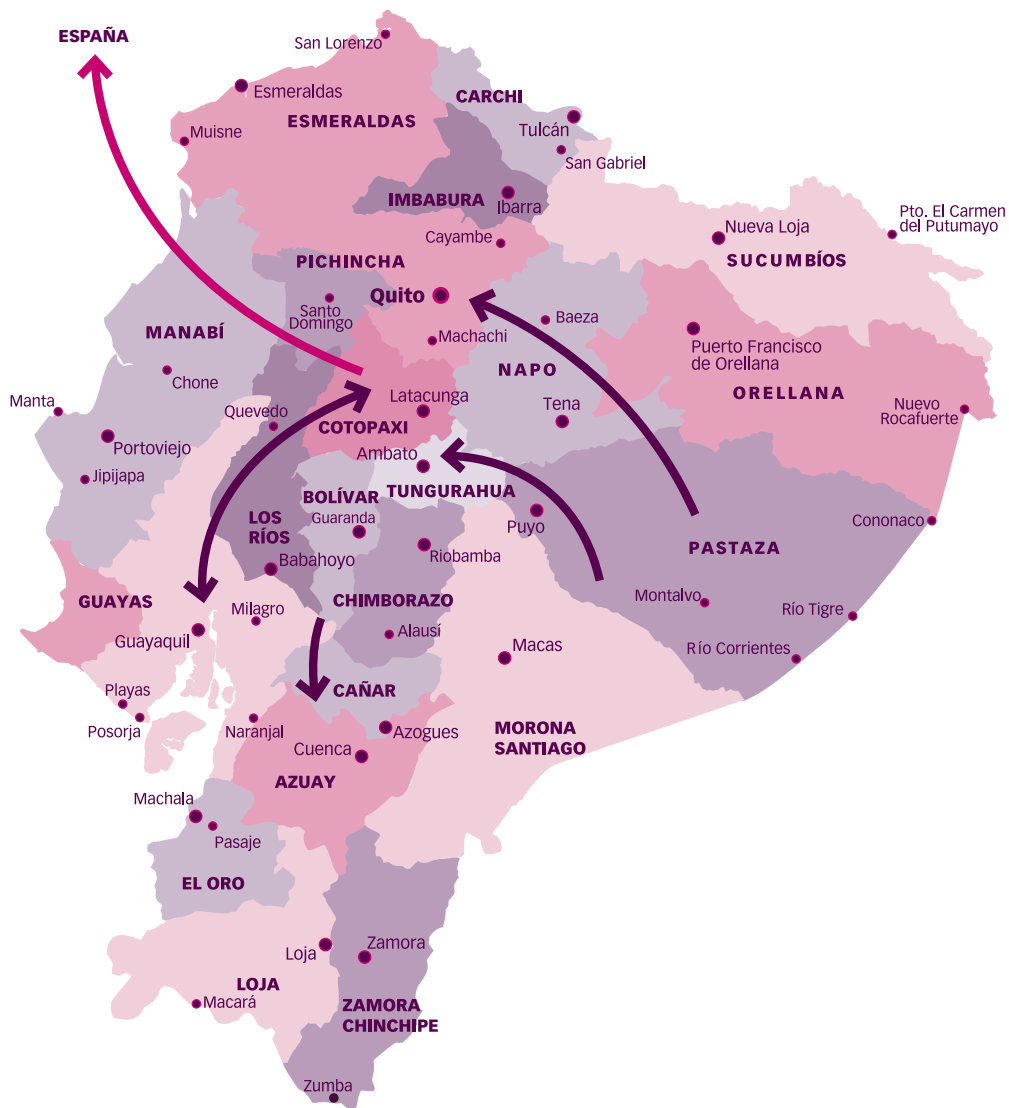 ESPAÑA
San Lorenzo
Esmeraldas
CARCHI
ESMERALDAS
Tulcán
Muisne
San Gabriel
IMBABURA
Ibarra
Pto. El Carmen
del Putumayo
Nueva Loja
Cayambe
SUCUMBÍOS
PICHINCHA
Quito
Santo
Domingo
Baeza
MANABÍ
Machachi
Puerto Francisco
de Orellana
NAPO
Chone
ORELLANA
Manta
Quevedo
Latacunga
Tena
Nuevo
Rocafuerte
COTOPAXI
Portoviejo
Ambato
Jipijapa
TUNGURAHUA
BOLÍVAR
Guaranda
LOS
RÍOS
Puyo
Cononaco
PASTAZA
Riobamba
Babahoyo
GUAYAS
CHIMBORAZO
Montalvo
Milagro
Río Tigre
Guayaquil
Alausí
Macas
Río Corrientes
CAÑAR
Playas
Posorja
Naranjal
Azogues
MORONA
SANTIAGO
Cuenca
AZUAY
Machala
Pasaje
EL ORO
Loja
Zamora
LOJA
Macará
ZAMORA
CHINCHIPE
Zumba